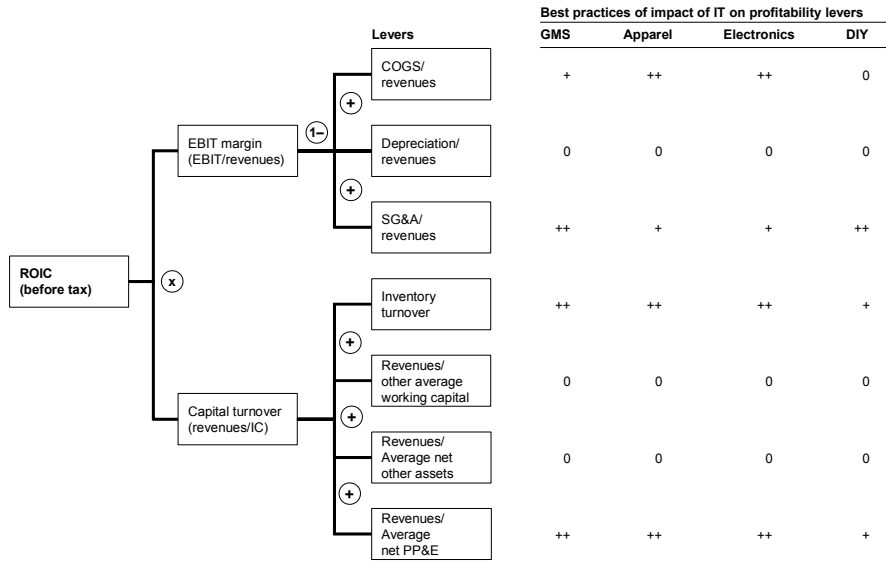 Best practices of impact of IT on profitability levers
Levers
GMS Apparel Electronics DIY
COGS/
revenues
+ ++ ++ 0
+
1–
EBIT margin
(EBIT/revenues)
Depreciation/
revenues
0 0 0 0
+
SG&A/
revenues
++ + + ++
ROIC
(before tax)
x
Inventory
turnover
++ ++ ++ +
+
Revenues/
other average
working capital
0 0 0 0
Capital turnover
(revenues/IC)
+
Revenues/
Average net
other assets
0 0 0 0
+
Revenues/
Average
net PP&E
++ ++ ++ +